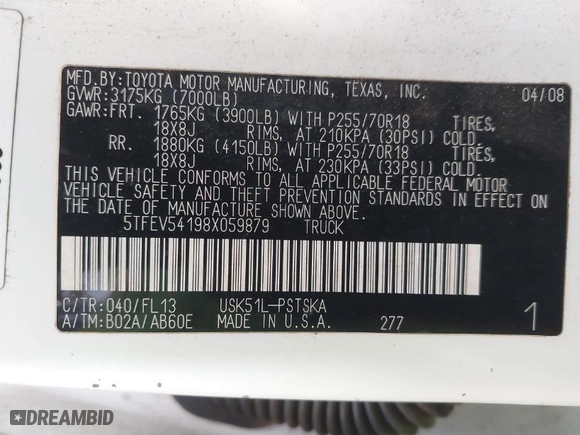 MFD.BY:TOYOTA MOTOR MANUFACTURING, TEXAS, INC. 04/08
GVWR:3175KG (7000LB)
GAWR:FRT. 1765KG (3900LB) WITH P255/70R18 TIRES,
18X8J RIMS, AT 210KPA (30PSI) COLD.
RR. 1880KG (4150LB) WITH P255/70R18 TIRES,
18X8J RIMS, AT 230KPA (33PSI) COLD.
THIS VEHICLE CONFORMS TO ALL APPLICABLE FEDERAL MOTOR
VEHICLE SAFETY AND THEFT PREVENTION STANDARDS IN EFFECT ON
THE DATE OF MANUFACTURE SHOWN ABOVE.
5TFEV54198X059879 TRUCK
C/TR:040/FL13 USK51L-PSTSKA
A/TM:B02A/AB60E MADE IN U.S.A. 277 1
DREAMBID